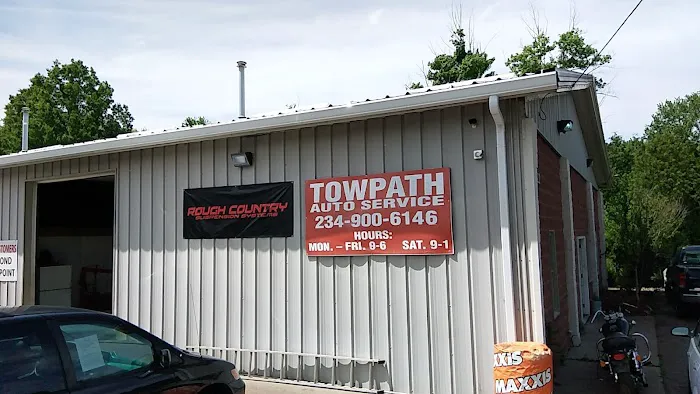 TOMERS
OND
POINT
ROUGH COUNTRY
SUSPENSION SYSTEMS
TOWPATH
AUTO SERVICE
234-900-6146
HOURS:
MON. - FRI. 9-6 SAT. 9-1
XXIS
MAXXIS